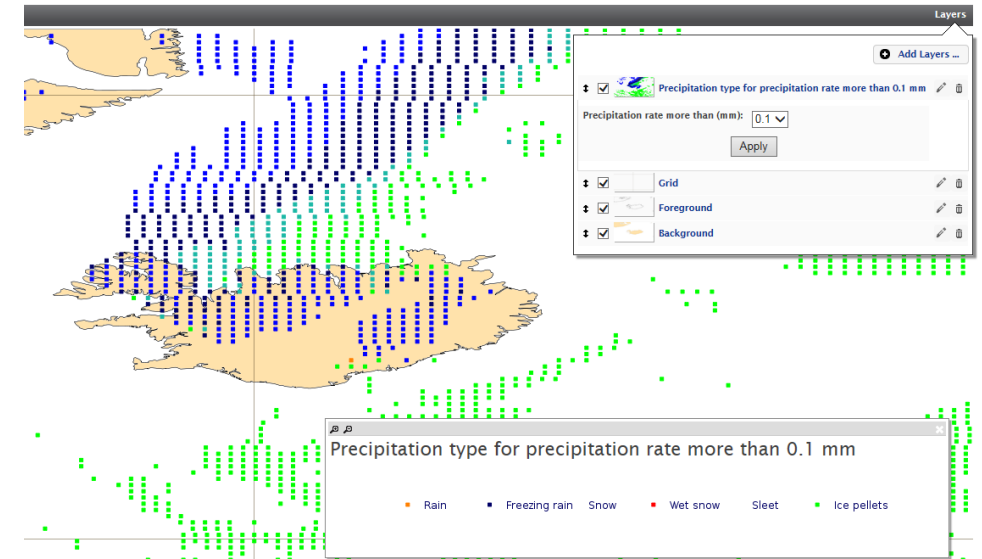 Layers
Add Layers ...
Precipitation type for precipitation rate more than 0.1 mm
Precipitation rate more than (mm): 0.1
Apply
Grid
Foreground
Background
Precipitation type for precipitation rate more than 0.1 mm
Rain Freezing rain Snow Wet snow Sleet Ice pellets